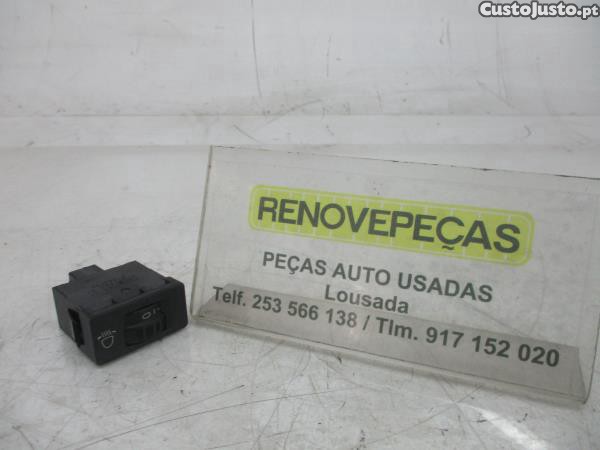 CustoJusto.pt
RENOVEPEÇAS
PEÇAS AUTO USADAS
Lousada
Telf. 253 566 138 / Tlm. 917 152 020